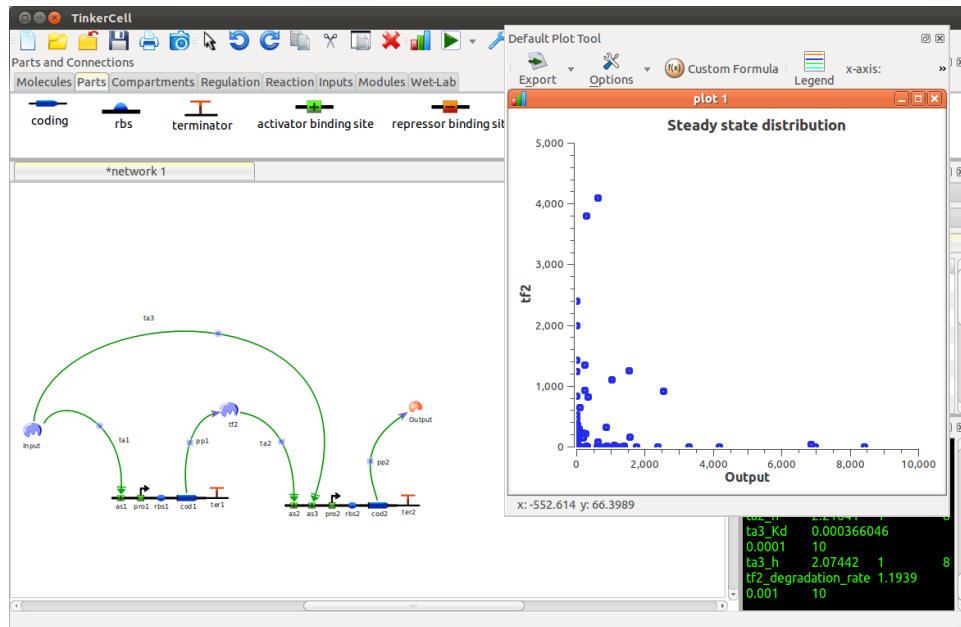 TinkerCell
Parts and Connections
Molecules Parts Compartments Regulation Reaction Inputs Modules Wet-Lab
coding rbs terminator activator binding site repressor binding sit
*network 1
ta3
Input
ta1
pp1
tf2
ta2
pp2
Output
as1 pro1 rbs1 cod1 ter1
as2 as3 pro2 rbs2 cod2 ter2
Default Plot Tool
Export Options f(x) Custom Formula Legend x-axis: »
plot 1
Steady state distribution
5,000
4,000
3,000
2,000
1,000
0
tf2
0 2,000 4,000 6,000 8,000 10,000
Output
x: -552.614 y: 66.3989
ta3_Kd 0.000366046
0.0001 10
ta3_h 2.07442 1 8
tf2_degradation_rate 1.1939
0.001 10